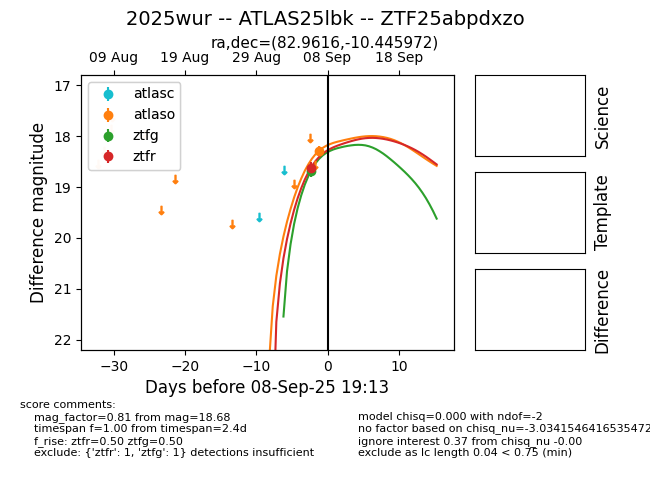 2025wur -- ATLAS25lbk -- ZTF25abpdxzo
ra,dec=(82.9616,-10.445972)
09 Aug 19 Aug 29 Aug 08 Sep 18 Sep
atlasc
atlaso
ztfg
ztfr
17
18
19
20
21
22
Difference magnitude
−30 −20 −10 0 10
Days before 08-Sep-25 19:13
Science
Template
Difference
score comments:
mag_factor=0.81 from mag=18.68
timespan f=1.00 from timespan=2.4d
f_rise: ztfr=0.50 ztfg=0.50
exclude: {'ztfr': 1, 'ztfg': 1} detections insufficient
model chisq=0.000 with ndof=-2
no factor based on chisq_nu=-3.0341546416535472
ignore interest 0.37 from chisq_nu -0.00
exclude as lc length 0.04 < 0.75 (min)